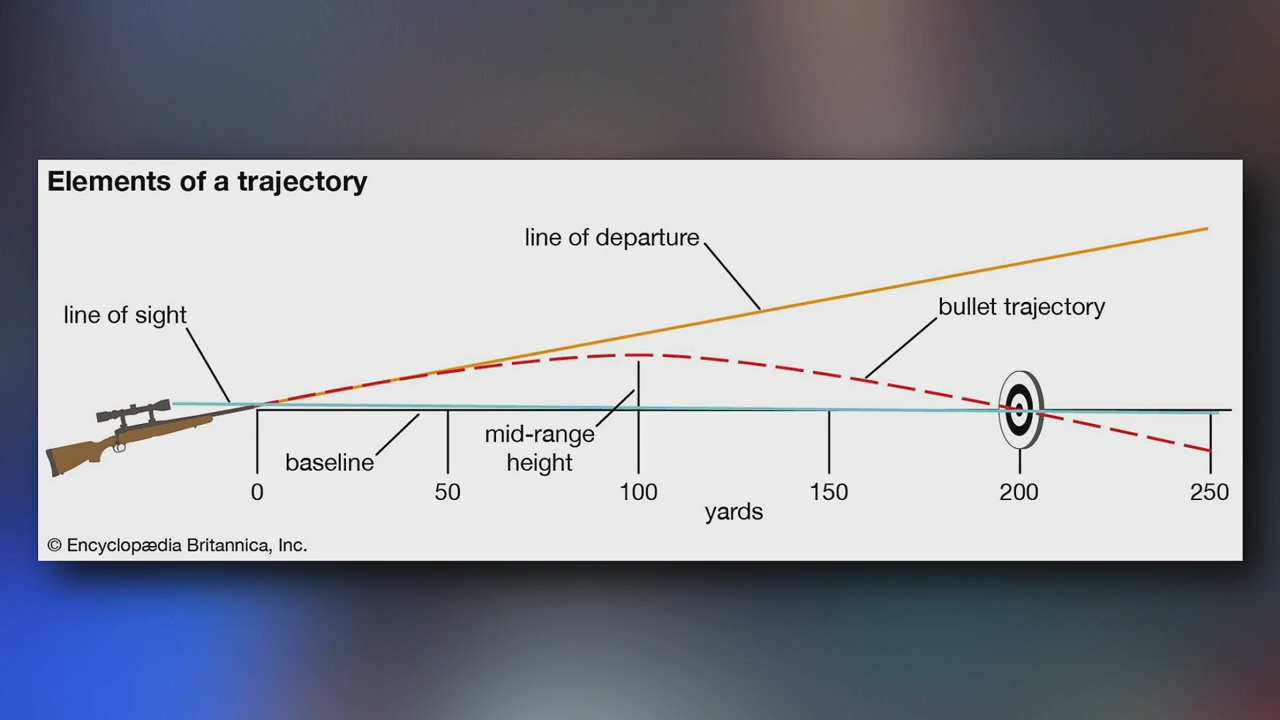 Elements of a trajectory
line of departure
line of sight
bullet trajectory
mid-range
height
baseline
0 50 100 150 200 250
yards
© Encyclopædia Britannica, Inc.